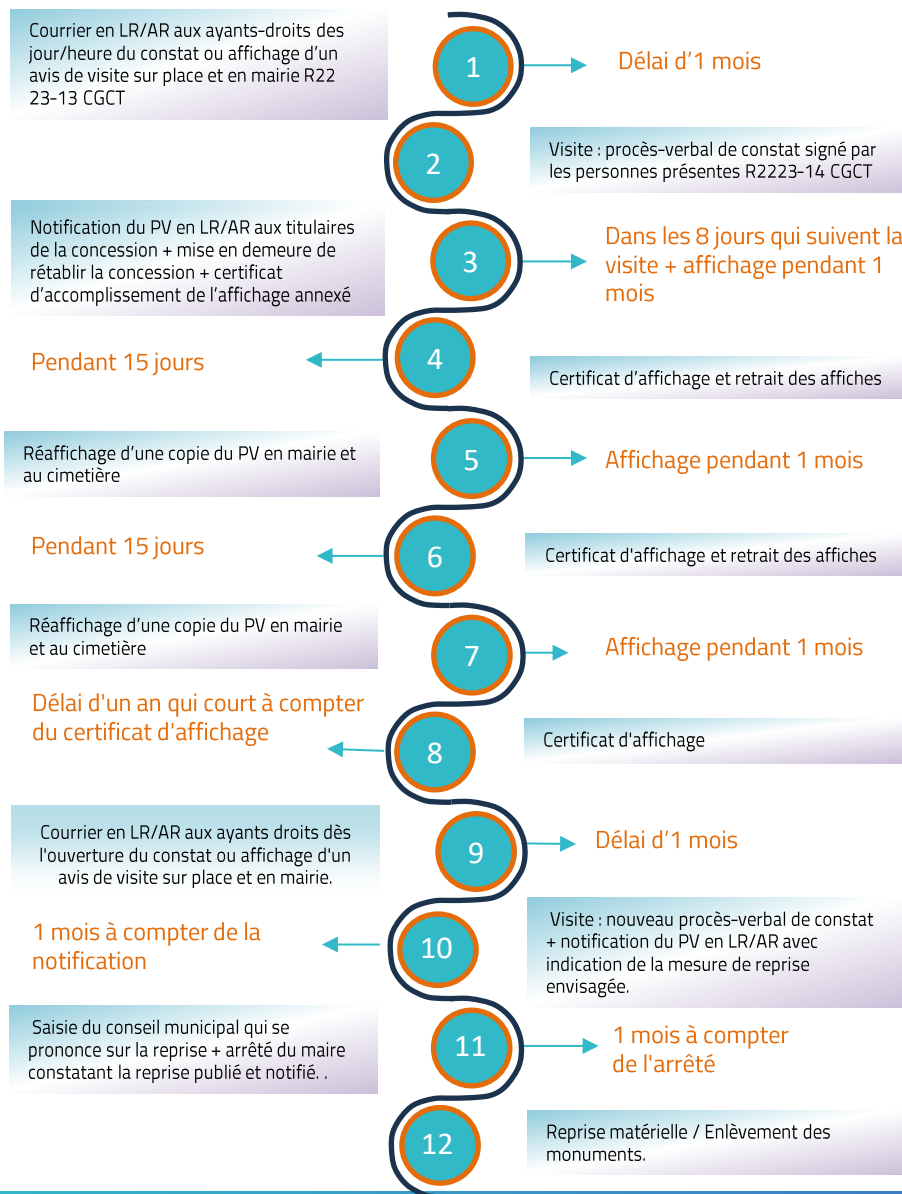 Courrier en LR/AR aux ayants-droits des
jour/heure du constat ou affichage d'un
avis de visite sur place et en mairie R22
23-13 CGCT
1
Délai d'1 mois
2
Visite : procès-verbal de constat signé par
les personnes présentes R2223-14 CGCT
Notification du PV en LR/AR aux titulaires
de la concession + mise en demeure de
rétablir la concession + certificat
d'accomplissement de l'affichage annexé
3
Dans les 8 jours qui suivent la
visite + affichage pendant 1
mois
Pendant 15 jours
4
Certificat d'affichage et retrait des affiches
Réaffichage d'une copie du PV en mairie et
au cimetière
5
Affichage pendant 1 mois
Pendant 15 jours
6
Certificat d'affichage et retrait des affiches
Réaffichage d'une copie du PV en mairie
et au cimetière
7
Affichage pendant 1 mois
Délai d'un an qui court à compter
du certificat d'affichage
8
Certificat d'affichage
Courrier en LR/AR aux ayants droits dès
l'ouverture du constat ou affichage d'un
avis de visite sur place et en mairie.
9
Délai d'1 mois
1 mois à compter de la
notification
10
Visite : nouveau procès-verbal de constat
+ notification du PV en LR/AR avec
indication de la mesure de reprise
envisagée.
Saisie du conseil municipal qui se
prononce sur la reprise + arrêté du maire
constatant la reprise publié et notifié. .
11
1 mois à compter
de l'arrêté
12
Reprise matérielle / Enlèvement des
monuments.